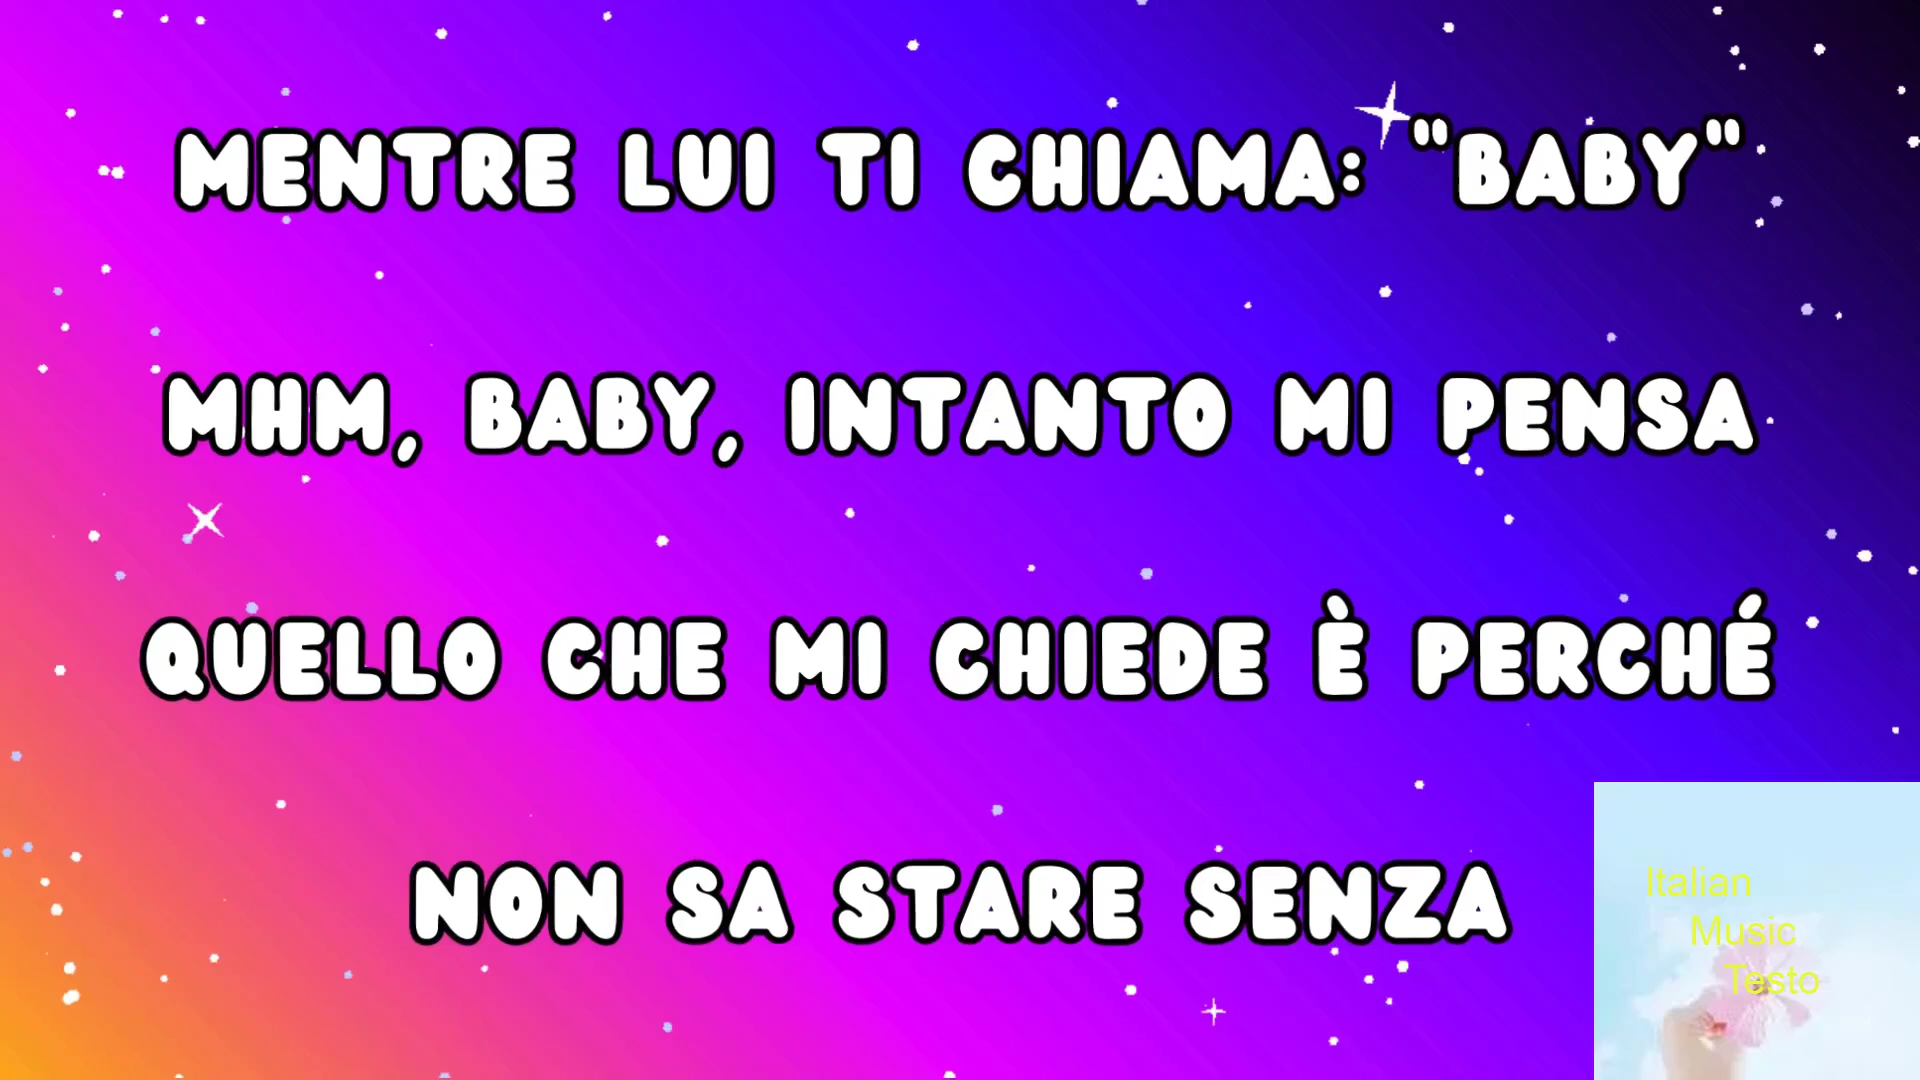 MENTRE LUI TI CHIAMA: "BABY"
MHM, BABY, INTANTO MI PENSA
QUELLO CHE MI CHIEDE È PERCHÉ
NON SA STARE SENZA
Italian
Music
Testo